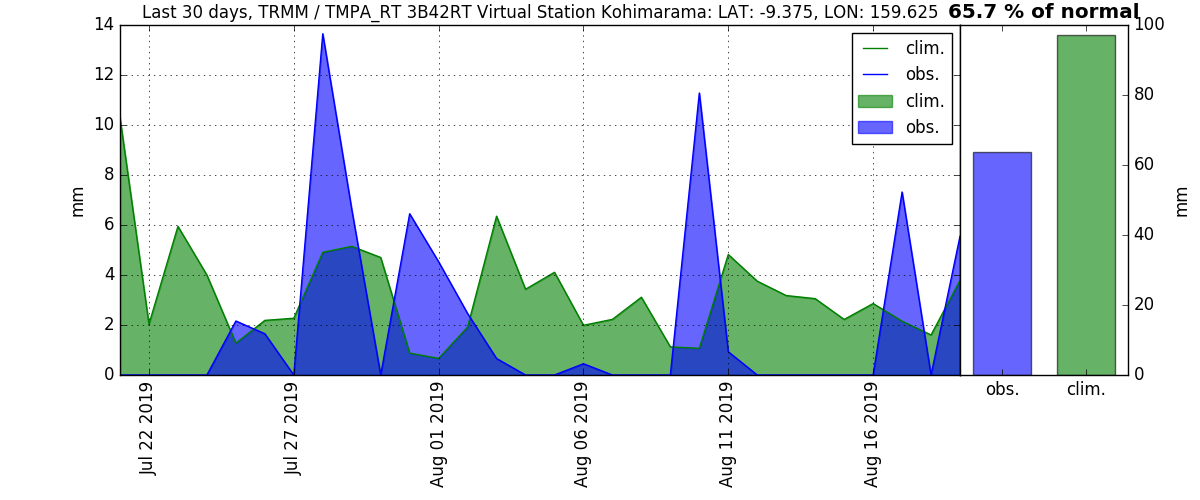 Last 30 days, TRMM / TMPA_RT 3B42RT Virtual Station Kohimarama: LAT: -9.375, LON: 159.625
65.7 % of normal
14
12
10
8
6
4
2
0
mm
clim.
obs.
clim.
obs.
Jul 22 2019
Jul 27 2019
Aug 01 2019
Aug 06 2019
Aug 11 2019
Aug 16 2019
100
80
60
40
20
0
mm
obs.
clim.